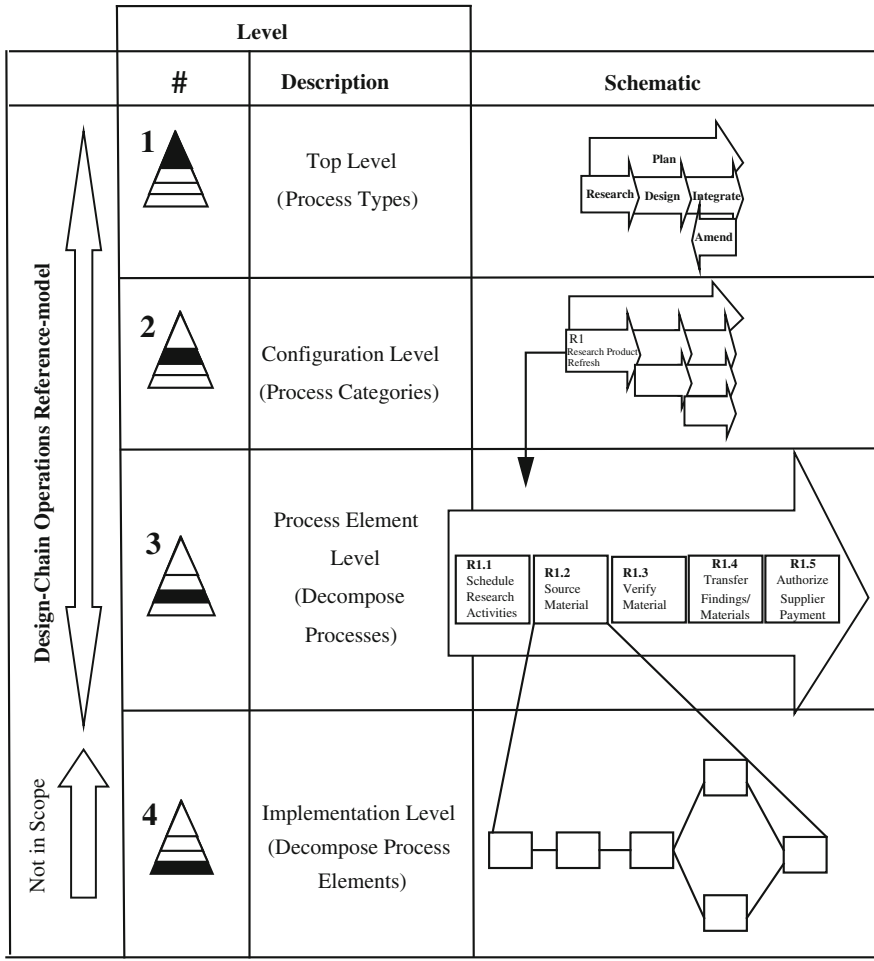 Level
# Description Schematic
Design-Chain Operations Reference-model
1
Top Level
(Process Types)
Plan
Research Design Integrate
Amend
2
Configuration Level
(Process Categories)
R1
Research Product
Refresh
3
Process Element
Level
(Decompose
Processes)
R1.1
Schedule
Research
Activities
R1.2
Source
Material
R1.3
Verify
Material
R1.4
Transfer
Findings/
Materials
R1.5
Authorize
Supplier
Payment
Not in Scope
4
Implementation Level
(Decompose Process
Elements)